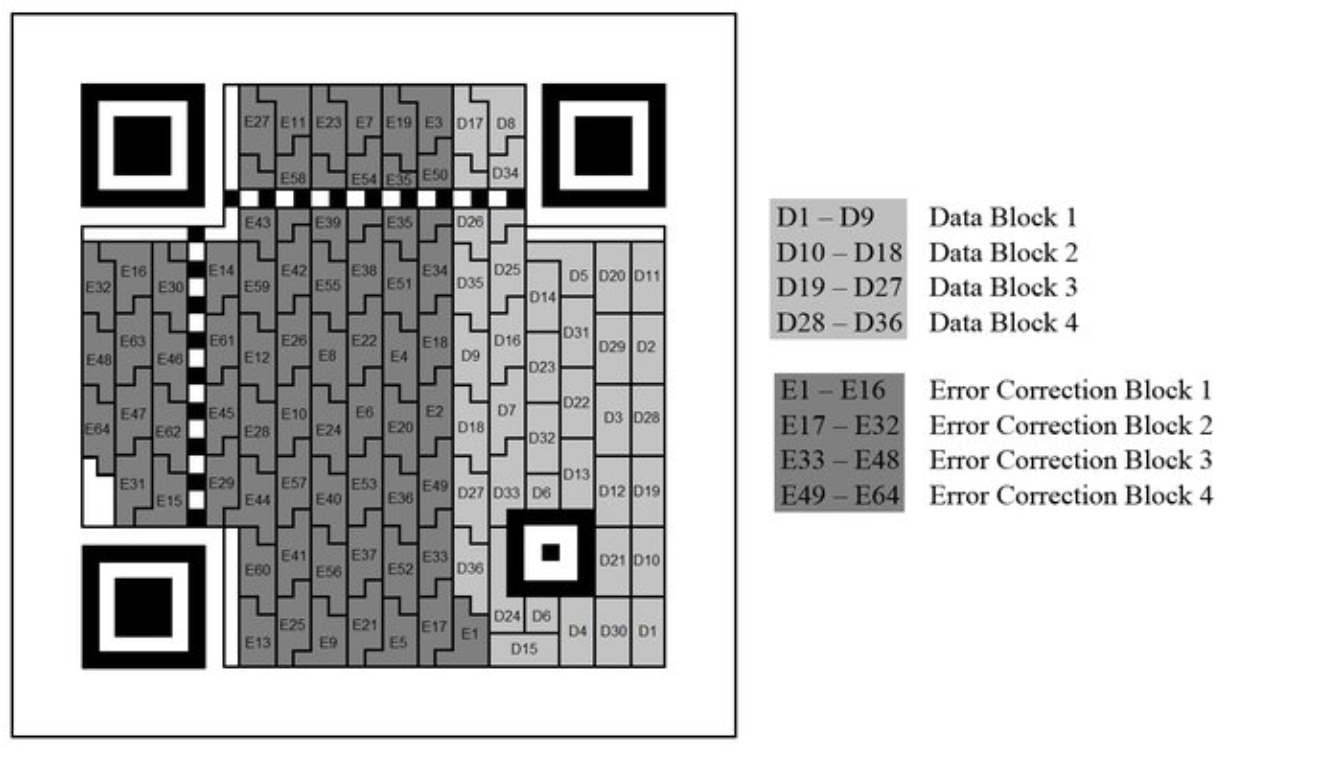 E27 E11 E23 E7 E19 E3 D17 D8
E58 E54 E35 E50 D34
E43 E39 E35 D26
E32 E16 E30 E14 E59 E42 E55 E38 E51 E34 D35 D25 D14 D5 D20 D11
E48 E63 E46 E61 E12 E26 E8 E22 E4 E18 D9 D16 D23 D31 D29 D2
E64 E47 E62 E45 E28 E10 E24 E6 E20 E2 D18 D7 D32 D22 D3 D28
E31 E15 E29 E44 E57 E40 E53 E36 E49 D27 D33 D6 D13 D12 D19
E60 E41 E56 E37 E52 E33 D36 D21 D10
E13 E25 E9 E21 E5 E17 E1 D24 D6 D4 D30 D1
D15
D1 – D9 Data Block 1
D10 – D18 Data Block 2
D19 – D27 Data Block 3
D28 – D36 Data Block 4
E1 – E16 Error Correction Block 1
E17 – E32 Error Correction Block 2
E33 – E48 Error Correction Block 3
E49 – E64 Error Correction Block 4